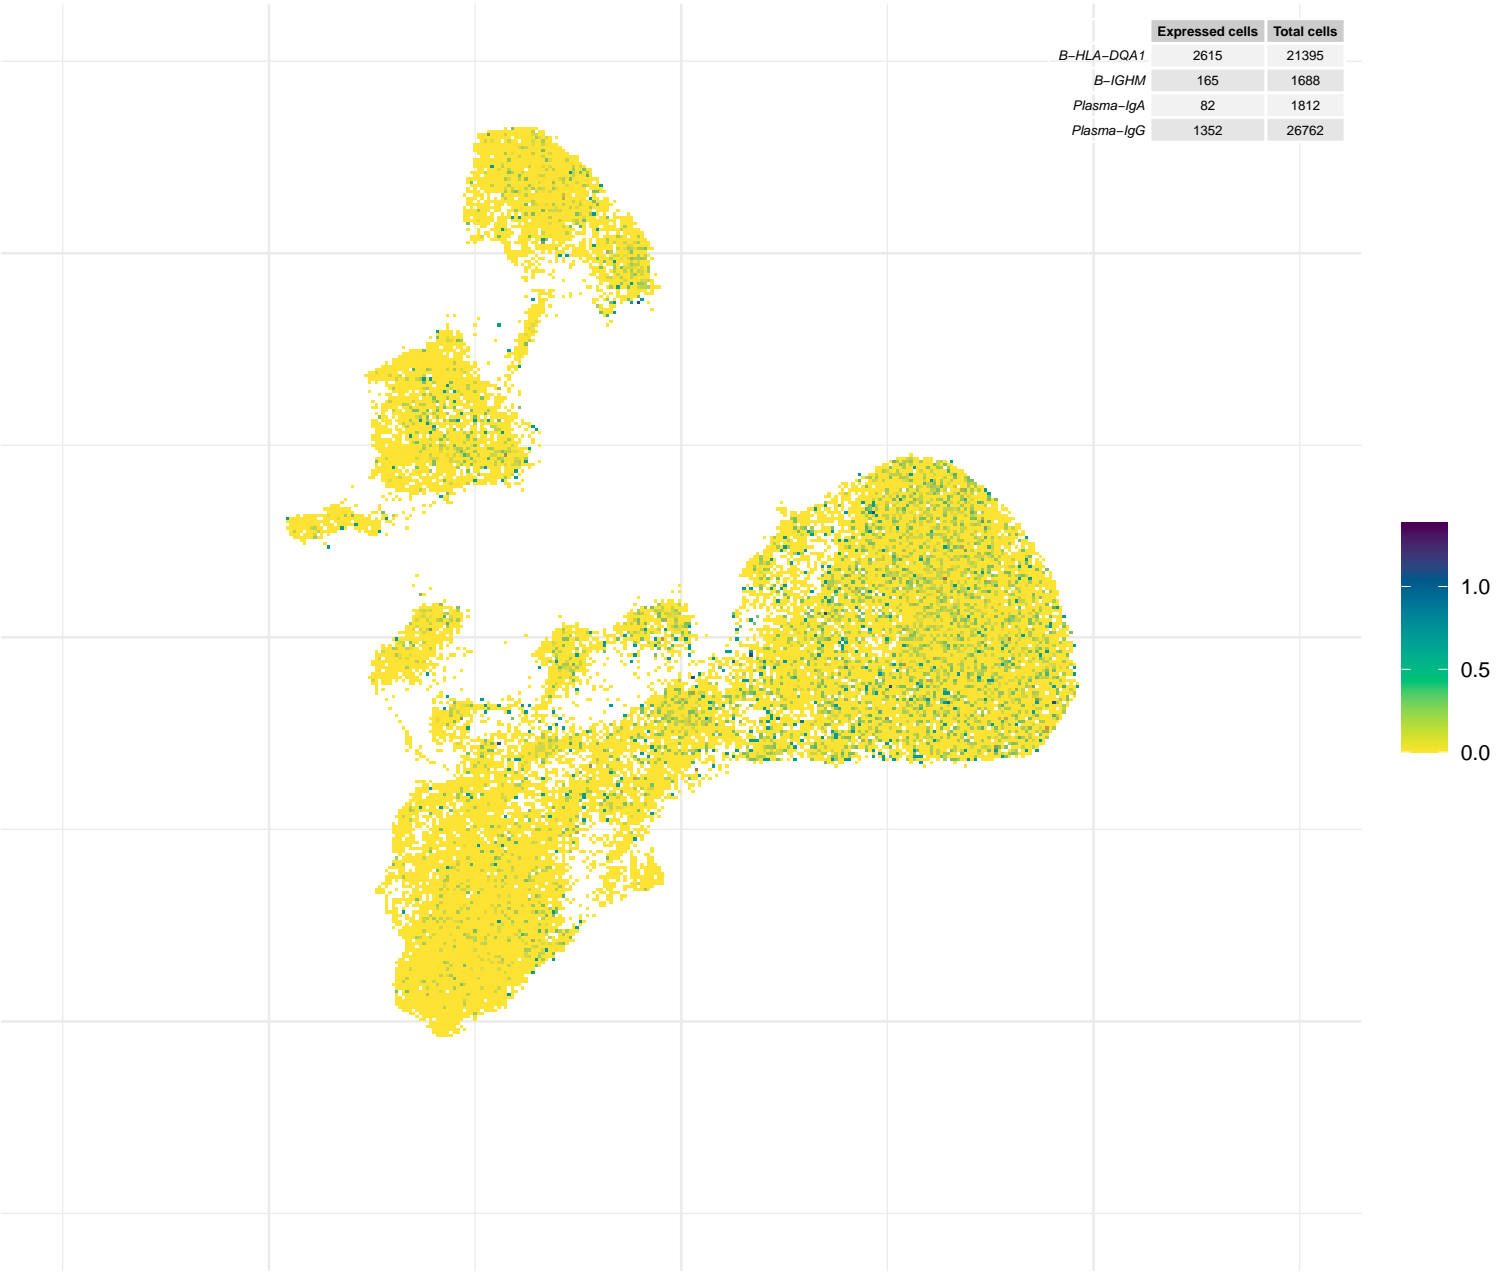 Expressed cells Total cells
B−HLA−DQA1 2615 21395
B−IGHM 165 1688
Plasma−IgA 82 1812
Plasma−IgG 1352 26762
1.0
0.5
0.0